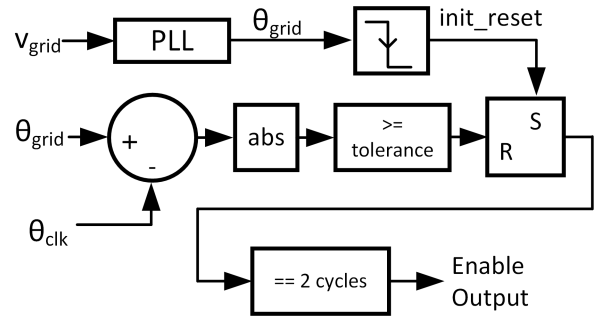 v_grid
PLL
θ_grid
init_reset
θ_grid
+
-
abs
>=
tolerance
S
R
θ_clk
== 2 cycles
Enable
Output